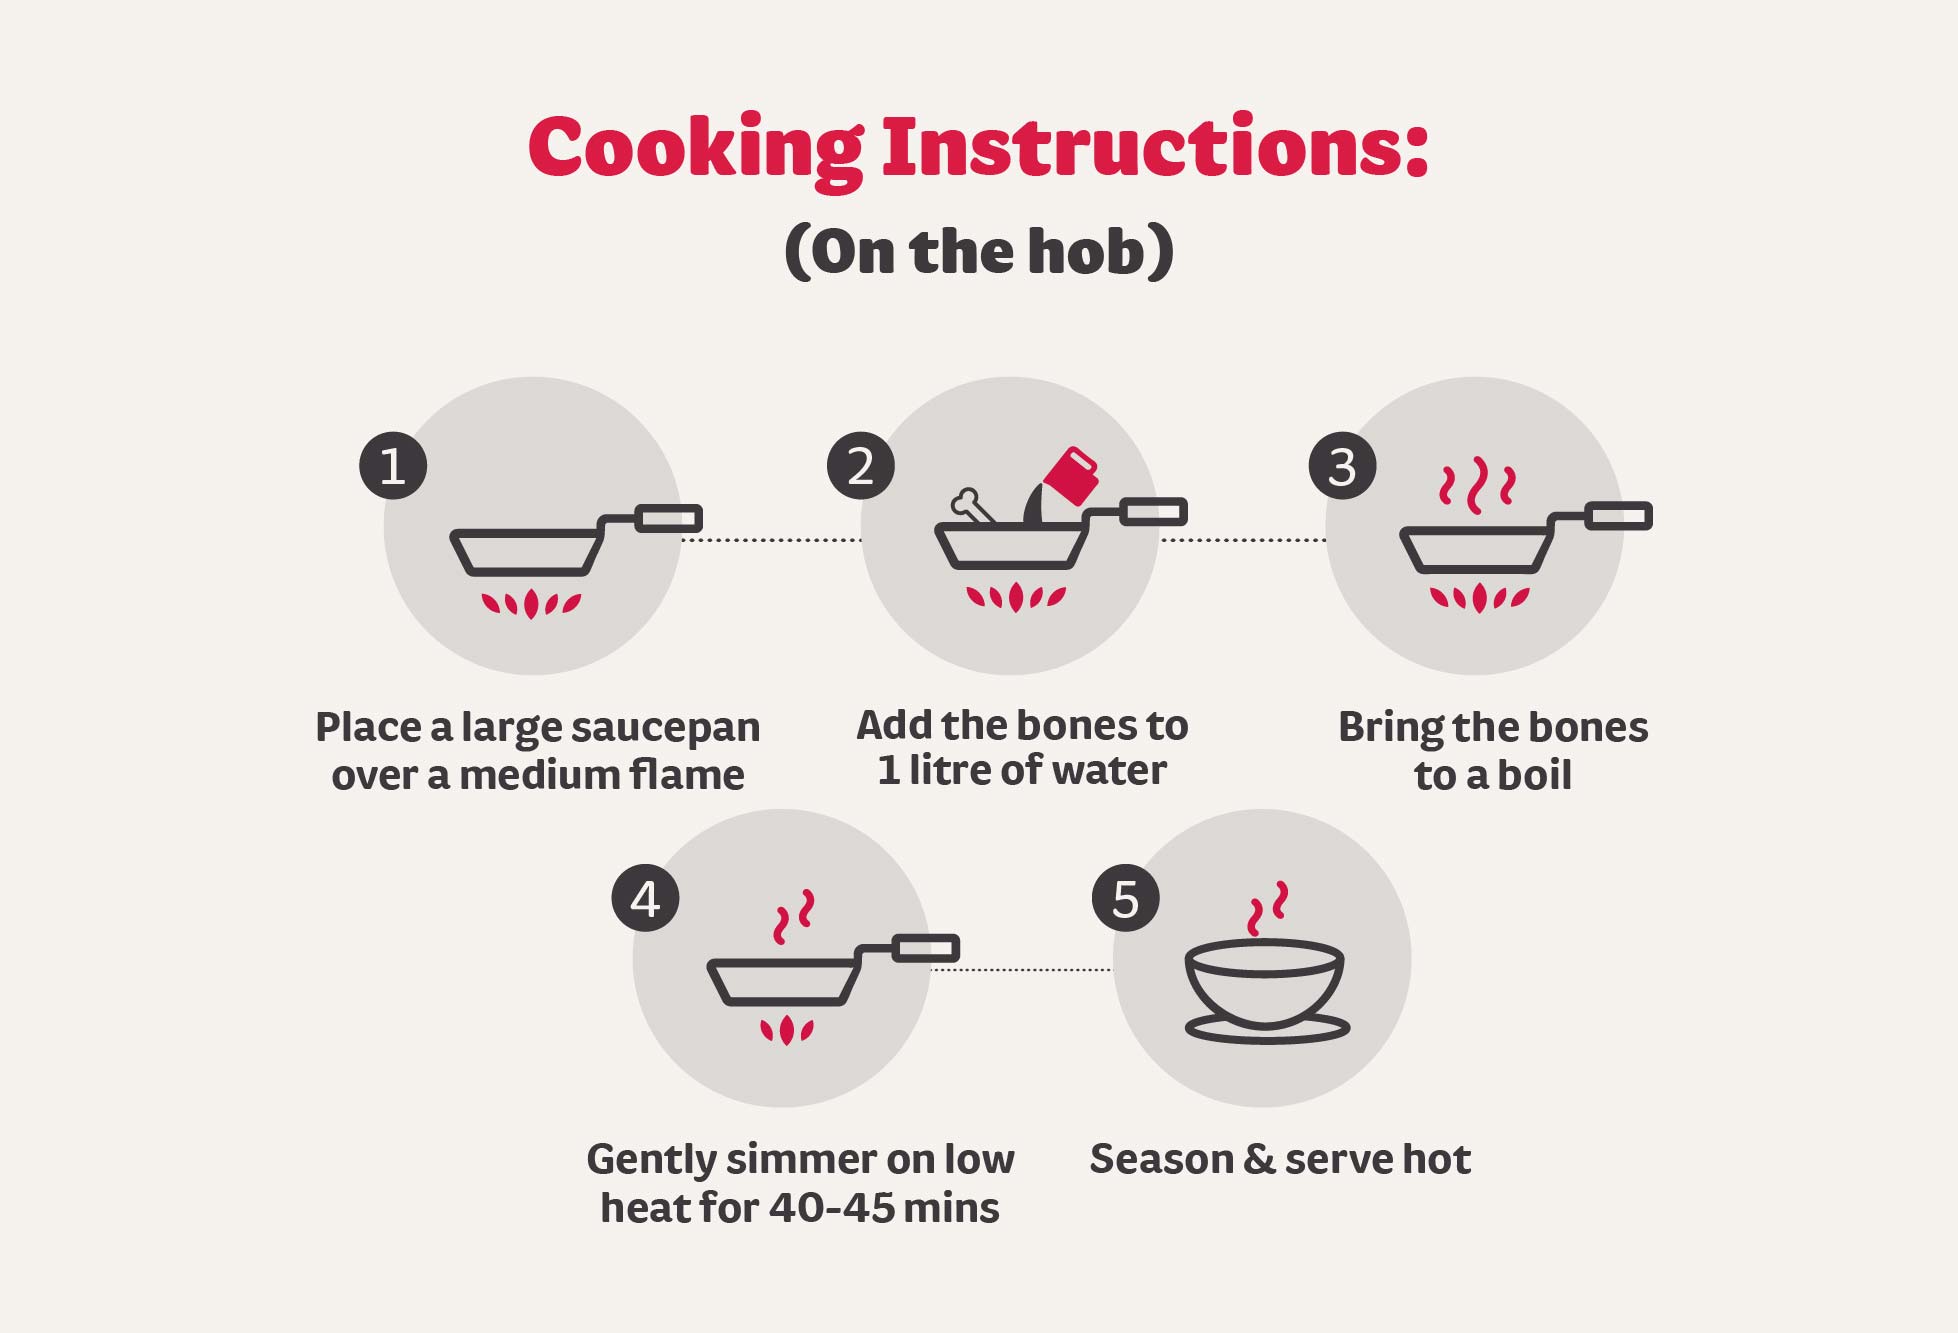 Cooking Instructions:
(On the hob)
1
Place a large saucepan
over a medium flame
2
Add the bones to
1 litre of water
3
Bring the bones
to a boil
4
Gently simmer on low
heat for 40-45 mins
5
Season & serve hot